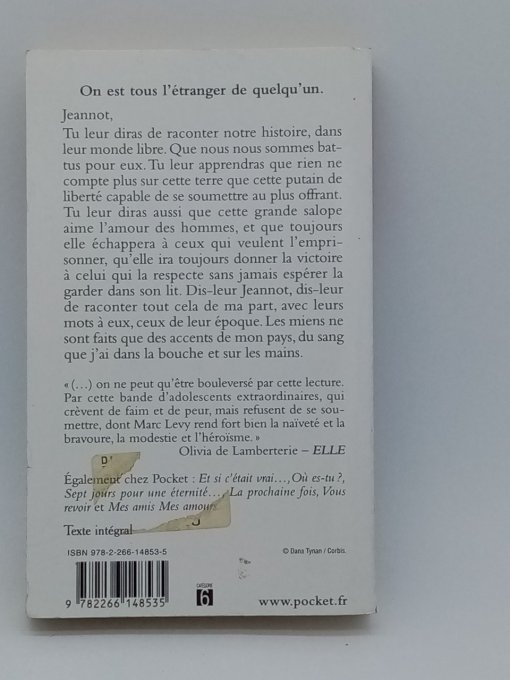 On est tous l'étranger de quelqu'un.
Jeannot,
Tu leur diras de raconter notre histoire, dans
leur monde libre. Que nous nous sommes bat-
tus pour eux. Tu leur apprendras que rien ne
compte plus sur cette terre que cette putain de
liberté capable de se soumettre au plus offrant.
Tu leur diras aussi que cette grande salope
aime l'amour des hommes, et que toujours
elle échappera à ceux qui veulent l'empri-
sonner, qu'elle ira toujours donner la victoire
à celui qui la respecte sans jamais espérer la
garder dans son lit. Dis-leur Jeannot, dis-leur
de raconter tout cela de ma part, avec leurs
mots à eux, ceux de leur époque. Les miens ne
sont faits que des accents de mon pays, du sang
que j'ai dans la bouche et sur les mains.
« (...) on ne peut qu'être bouleversé par cette lecture.
Par cette bande d'adolescents extraordinaires, qui
crèvent de faim et de peur, mais refusent de se sou-
mettre, dont Marc Levy rend fort bien la naïveté et la
bravoure, la modestie et l'héroïsme. »
Olivia de Lamberterie – ELLE
Également chez Pocket : Et si c'était vrai..., Où es-tu ?,
Sept jours pour une éternité..., La prochaine fois, Vous
revoir et Mes amis Mes amours
Texte intégral
ISBN 978-2-266-14853-5
© Dana Tynan / Corbis.
9 782266 148535
CATÉGORIE
6
www.pocket.fr